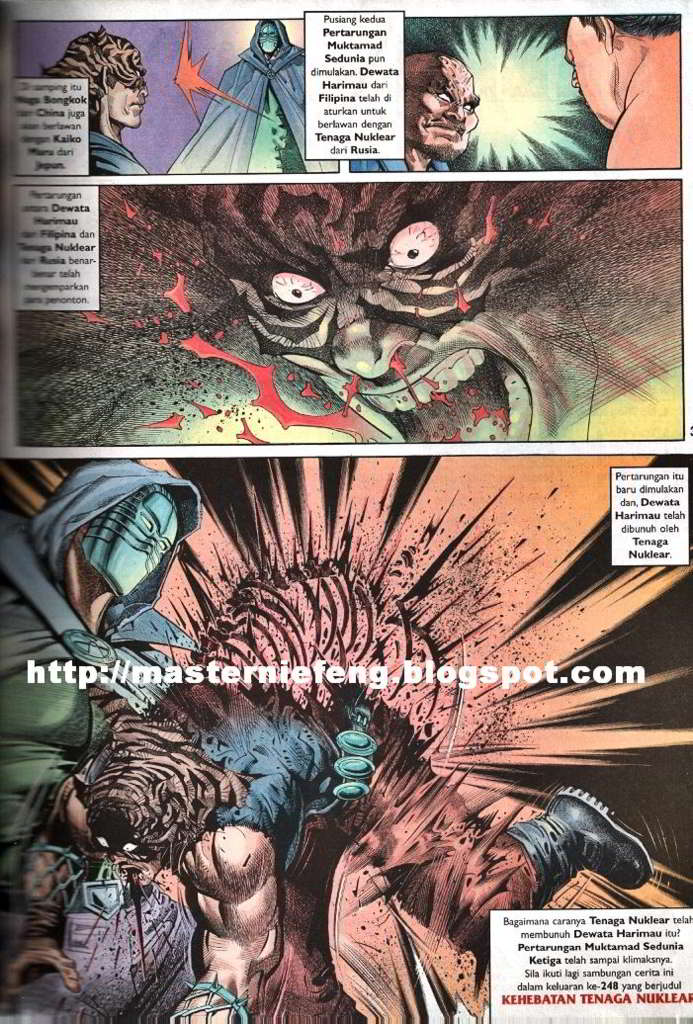 Pusiang kedua
Pertarungan
Muktamad
Sedunia pun
dimulakan. Dewata
Harimau dari
Filipina telah di
aturkan untuk
berlawan dengan
Tenaga Nuklear
dari Rusia.
Di samping itu
Naga Bongkok
dari China juga
akan berlawan
dengan Kaiko
dari
Jepun.
Pertarungan
antara Dewata
Harimau
dari Filipina dan
Tenaga Nuklear
dari Rusia benar-
benar telah
mengemparkan
para penonton.
3
Pertarungan itu
baru dimulakan
dan, Dewata
Harimau telah
dibunuh oleh
Tenaga
Nuklear.
http://masterniefeng.blogspot.com
Bagaimana caranya Tenaga Nuklear telah
membunuh Dewata Harimau itu?
Pertarungan Muktamad Sedunia
Ketiga telah sampai klimaksnya.
Sila ikuti lagi sambungan cerita ini
dalam keluaran ke-248 yang berjudul
KEHEBATAN TENAGA NUKLEAR